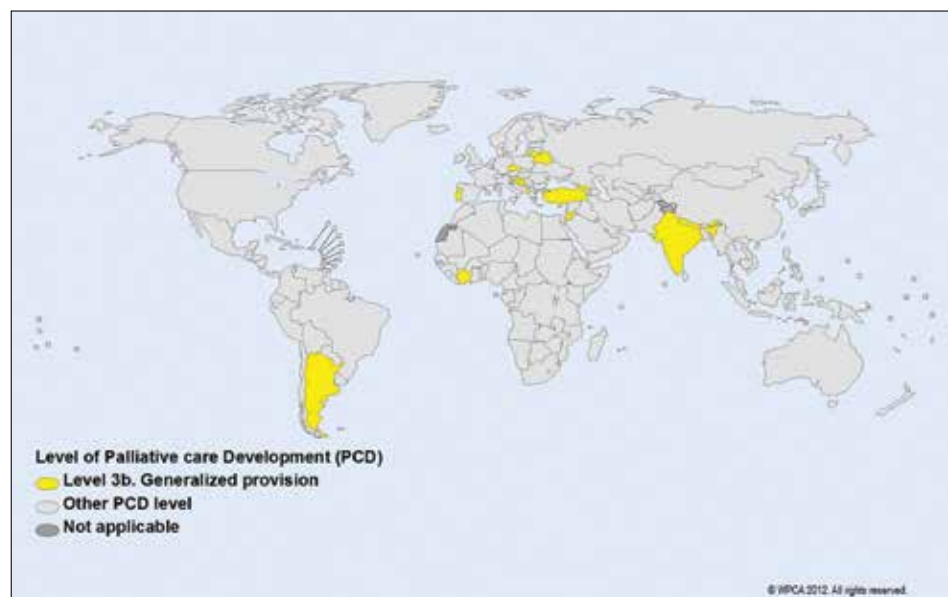 Level of Palliative care Development (PCD)
Level 3b. Generalized provision
Other PCD level
Not applicable
© WPCA 2012. All rights reserved.